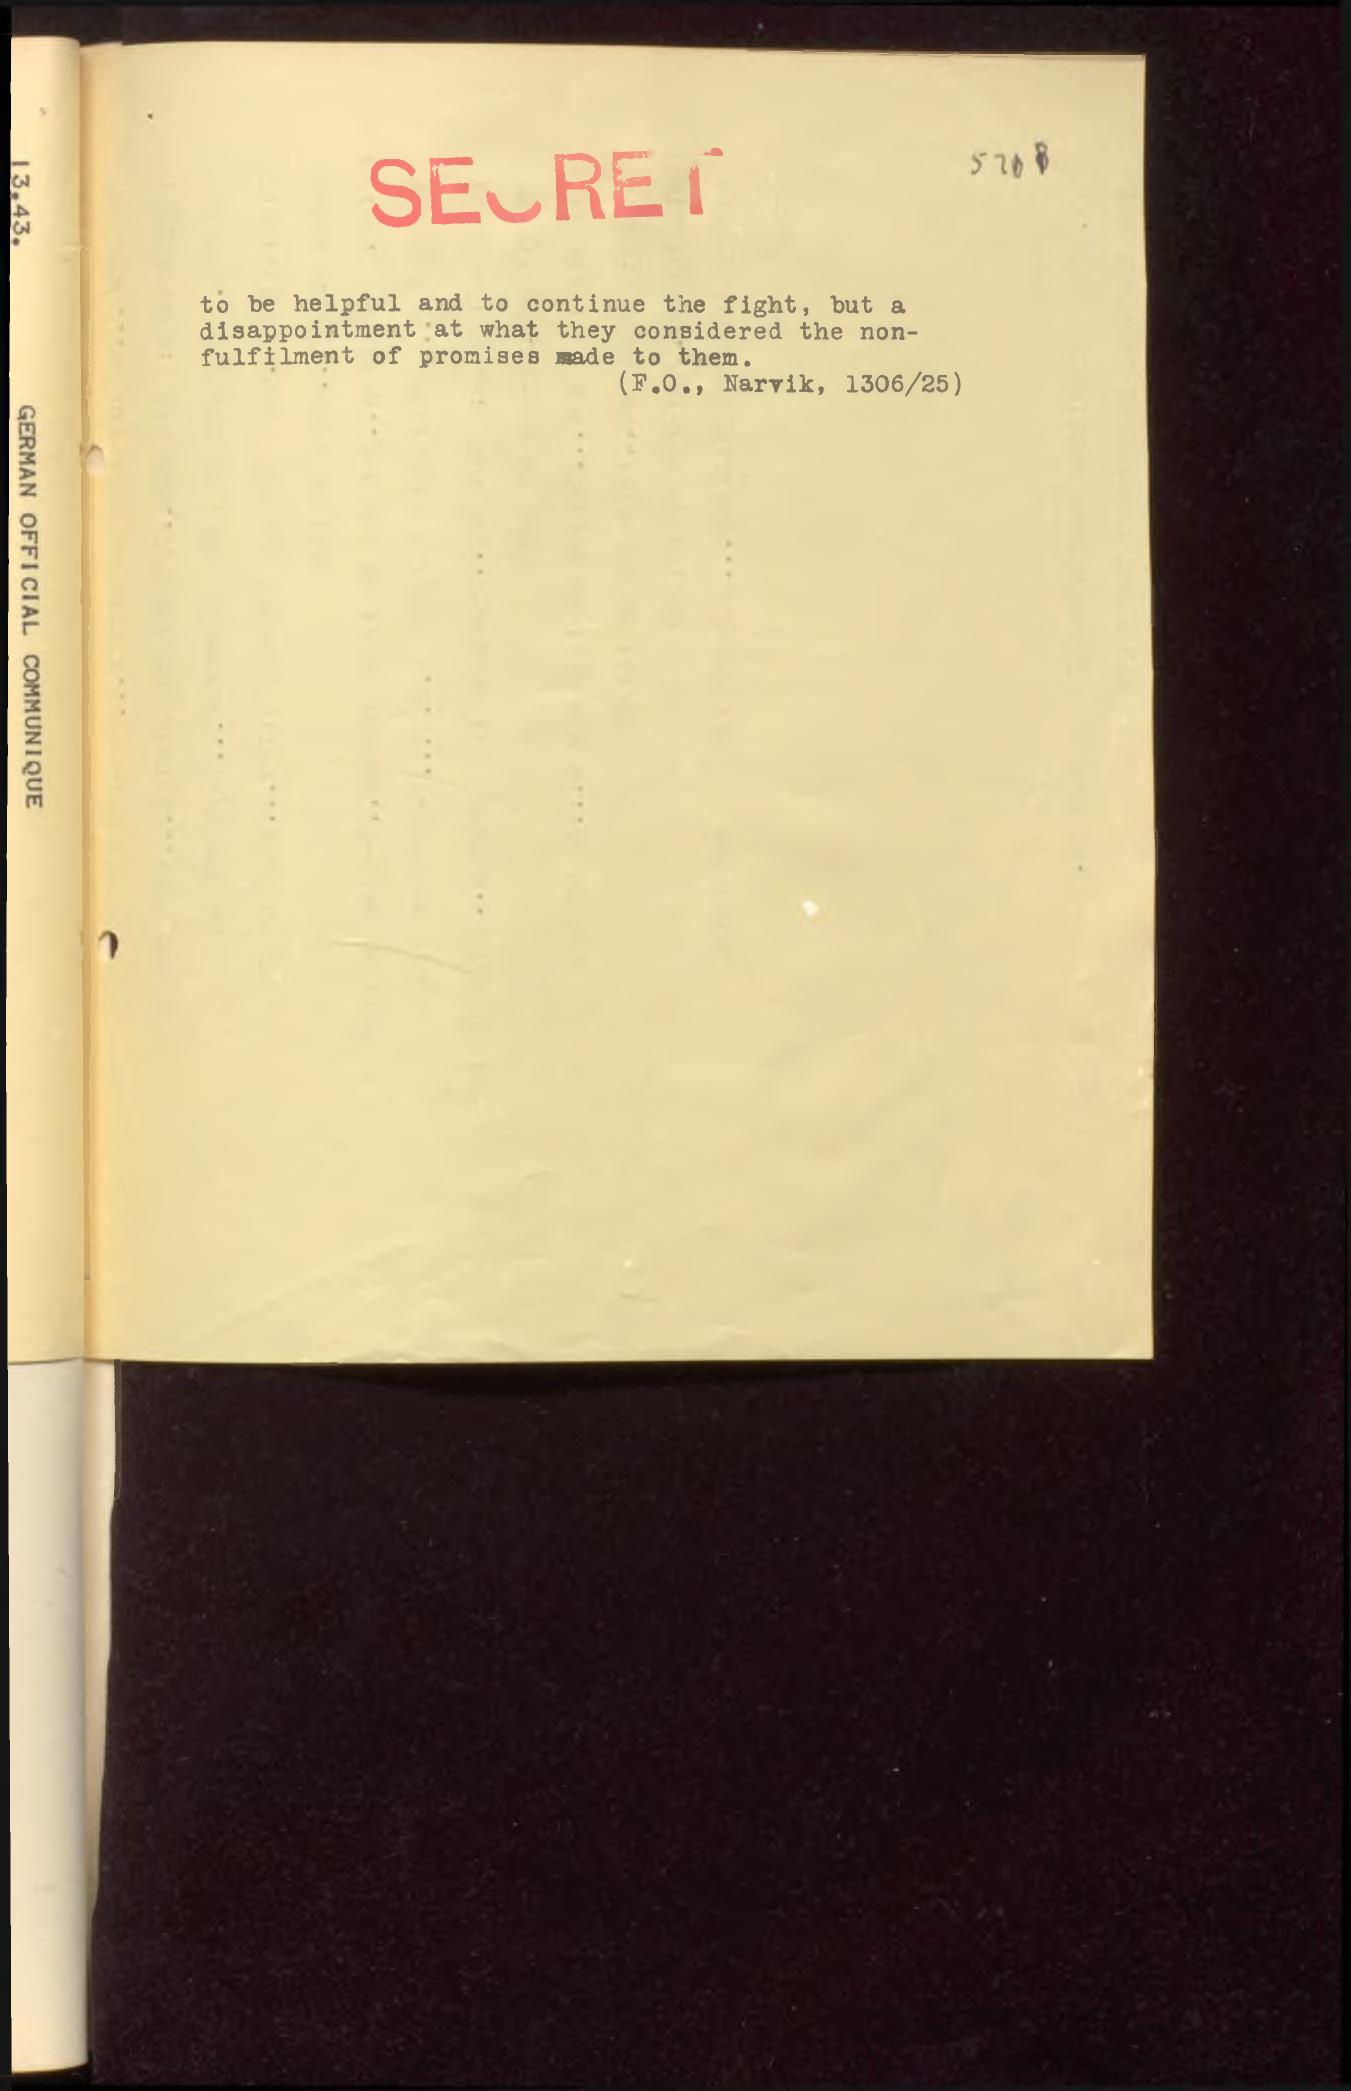 SECRET
to be helpful and to continue the fight, but a
disappointment at what they considered the non-
fulfilment of promises made to them.
(F.O., Narvik, 1306/25)
13.43.
GERMAN OFFICIAL COMMUNIQUE